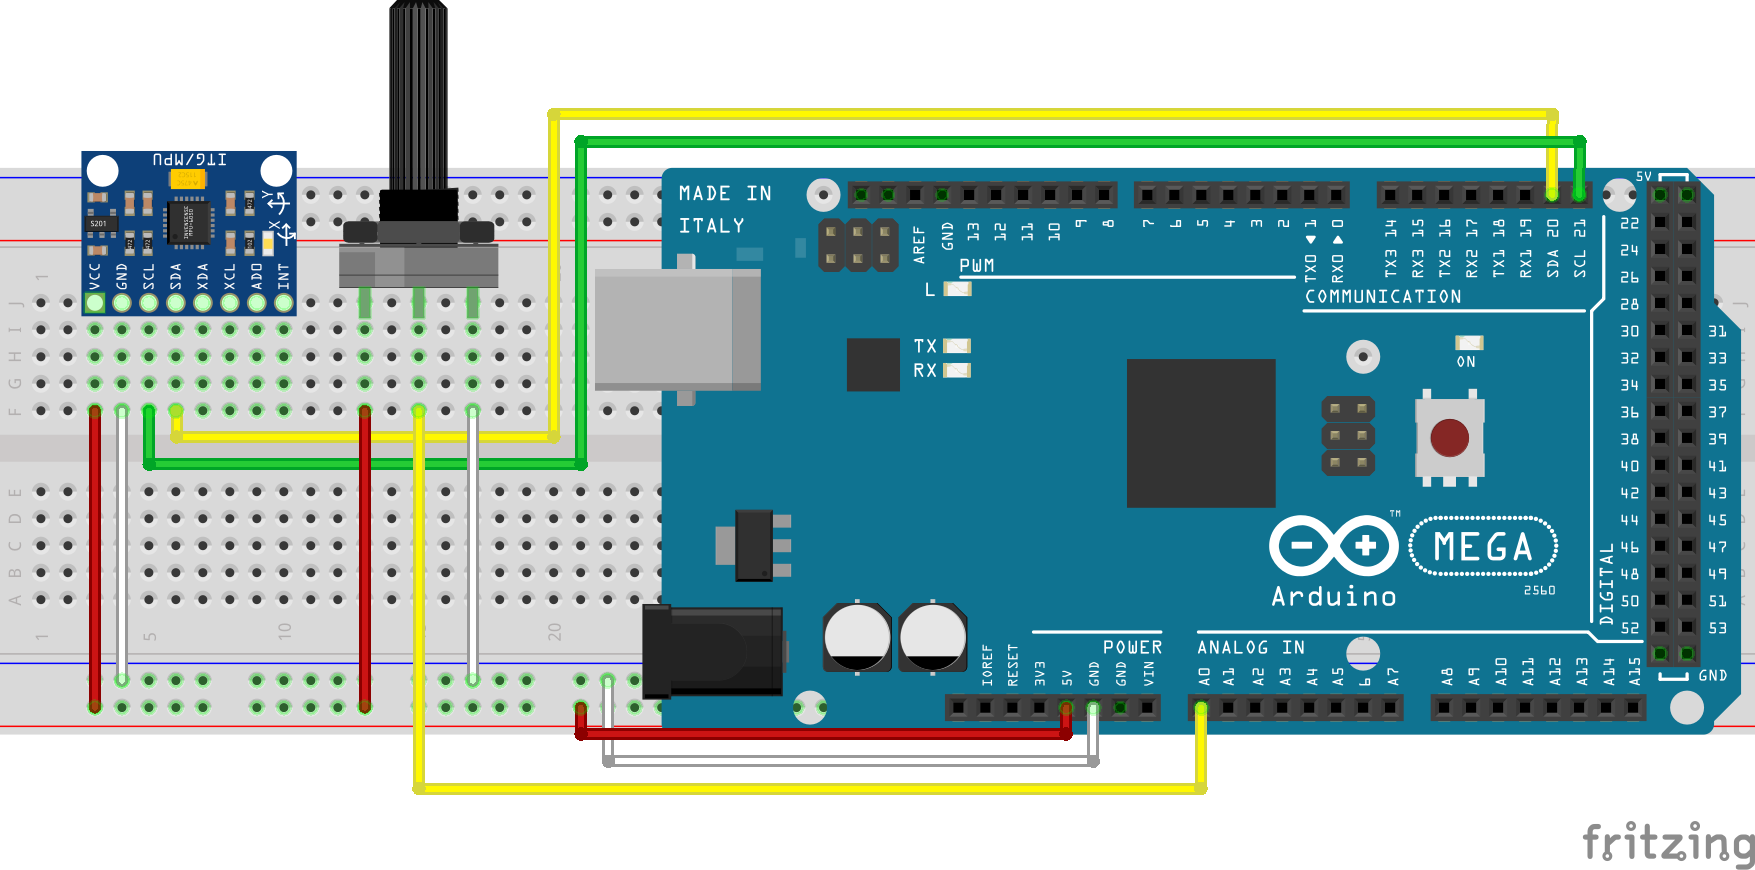 ITG/MPU
S201
Y
X
VCC
GND
SCL
SDA
XDA
XCL
ADO
INT
MADE IN
ITALY
AREF
GND
13
12
11
10
9
8
7
6
5
4
3
2
TX0 1
RX0 0
TX3 14
RX3 15
TX2 16
RX2 17
TX1 18
RX1 19
SDA 20
SCL 21
PWM
COMMUNICATION
L
TX
RX
ON
5V
22
24
26
28
30 31
32 33
34 35
36 37
38 39
40 41
42 43
44 45
46 47
48 49
50 51
52 53
GND
DIGITAL
TM
MEGA
Arduino
2560
POWER
ANALOG IN
IOREF
RESET
3V3
5V
GND
GND
VIN
A0
A1
A2
A3
A4
A5
6
A7
A8
A9
A10
A11
A12
A13
A14
A15
1
J
I
H
G
F
E
D
C
B
A
1
5
10
20
J
fritzing